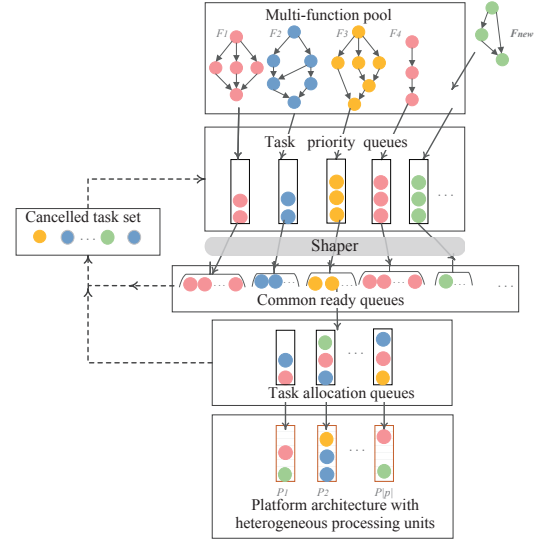 Multi-function pool
F1 F2 F3 F4 Fnew
Task priority queues
. . .
Cancelled task set
. . .
Shaper
... ... ... ... ... ...
Common ready queues
...
Task allocation queues
...
P1 P2 P|p|
Platform architecture with
heterogeneous processing units